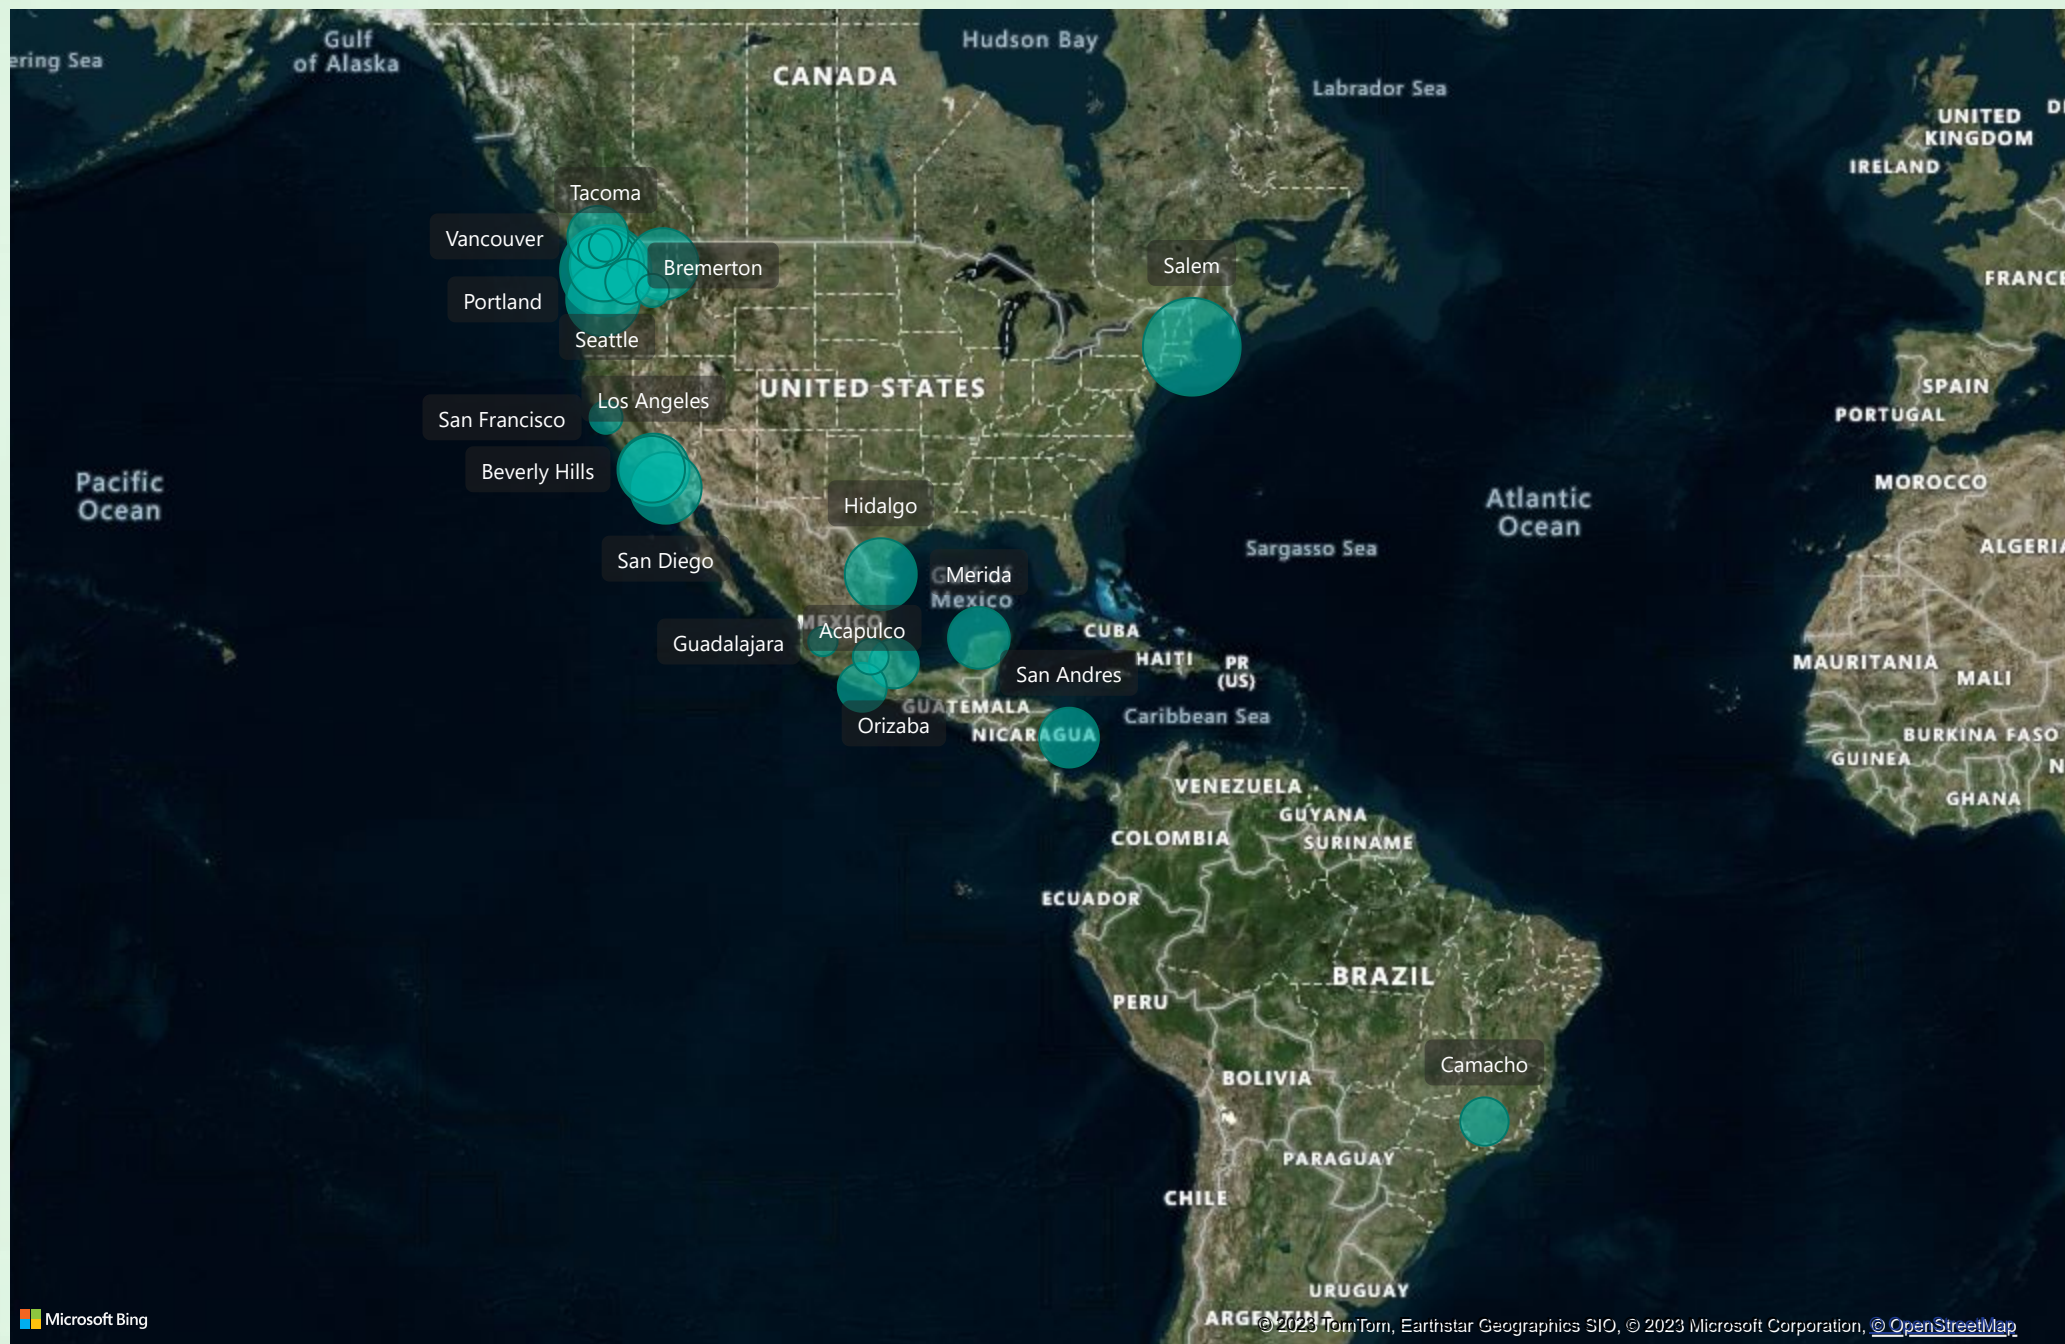 Gulf
of Alaska
ering Sea
Hudson Bay
CANADA
Labrador Sea
UNITED
KINGDOM
IRELAND
Tacoma
Vancouver
Bremerton
Salem
Portland
Seattle
FRANCE
UNITED STATES
Los Angeles
San Francisco
SPAIN
PORTUGAL
Beverly Hills
Pacific
Ocean
MOROCCO
Hidalgo
Atlantic
Ocean
Sargasso Sea
ALGERIA
San Diego
Gulf of
Mexico
Merida
MEXICO
Acapulco
Guadalajara
CUBA
HAITI
PR
(US)
San Andres
MAURITANIA
MALI
GUATEMALA
Caribbean Sea
Orizaba
NICARAGUA
BURKINA FASO
GUINEA
N
GHANA
VENEZUELA
GUYANA
COLOMBIA
SURINAME
ECUADOR
BRAZIL
PERU
Camacho
BOLIVIA
PARAGUAY
CHILE
URUGUAY
ARGENTINA
Microsoft Bing
© 2023 TomTom, Earthstar Geographics SIO, © 2023 Microsoft Corporation, © OpenStreetMap